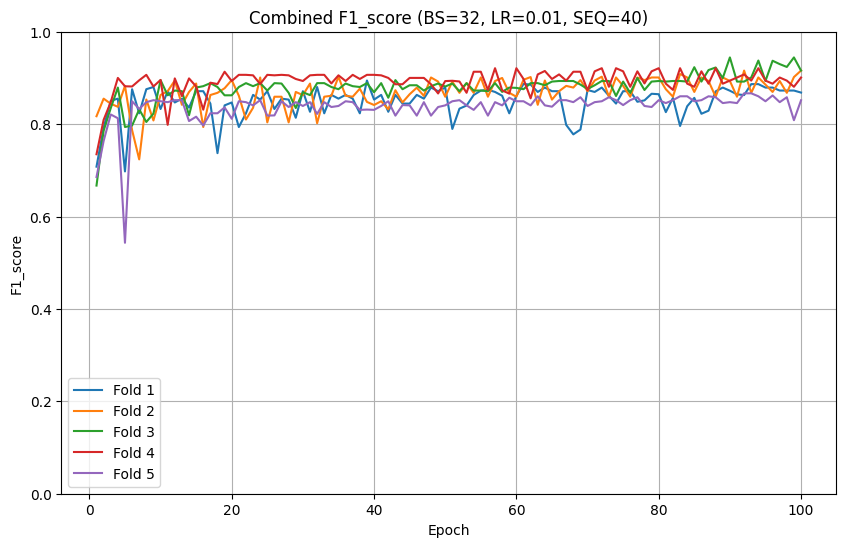 Combined F1_score (BS=32, LR=0.01, SEQ=40)
1.0
0.8
0.6
0.4
0.2
0.0
F1_score
Fold 1
Fold 2
Fold 3
Fold 4
Fold 5
0 20 40 60 80 100
Epoch